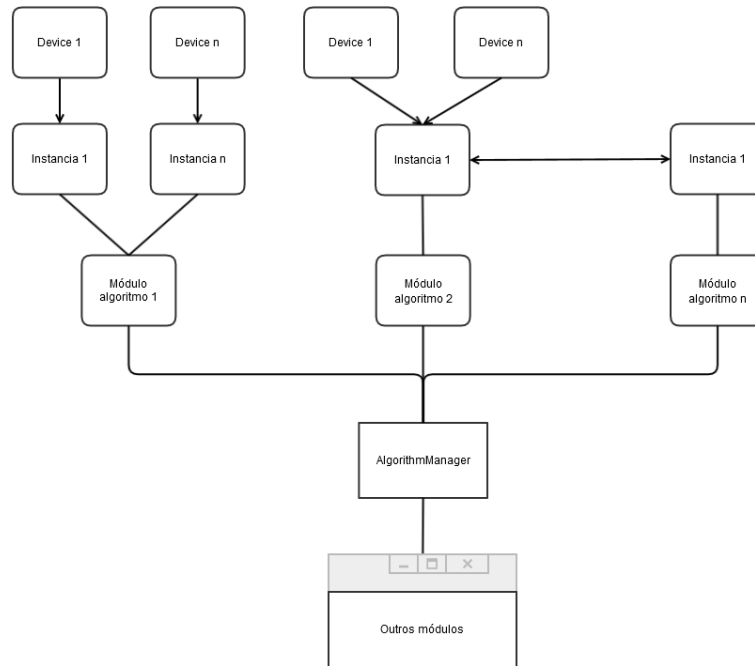 Device 1
Device n
Device 1
Device n
Instancia 1
Instancia n
Instancia 1
Instancia 1
Módulo
algoritmo 1
Módulo
algoritmo 2
Módulo
algoritmo n
AlgorithmManager
Outros módulos